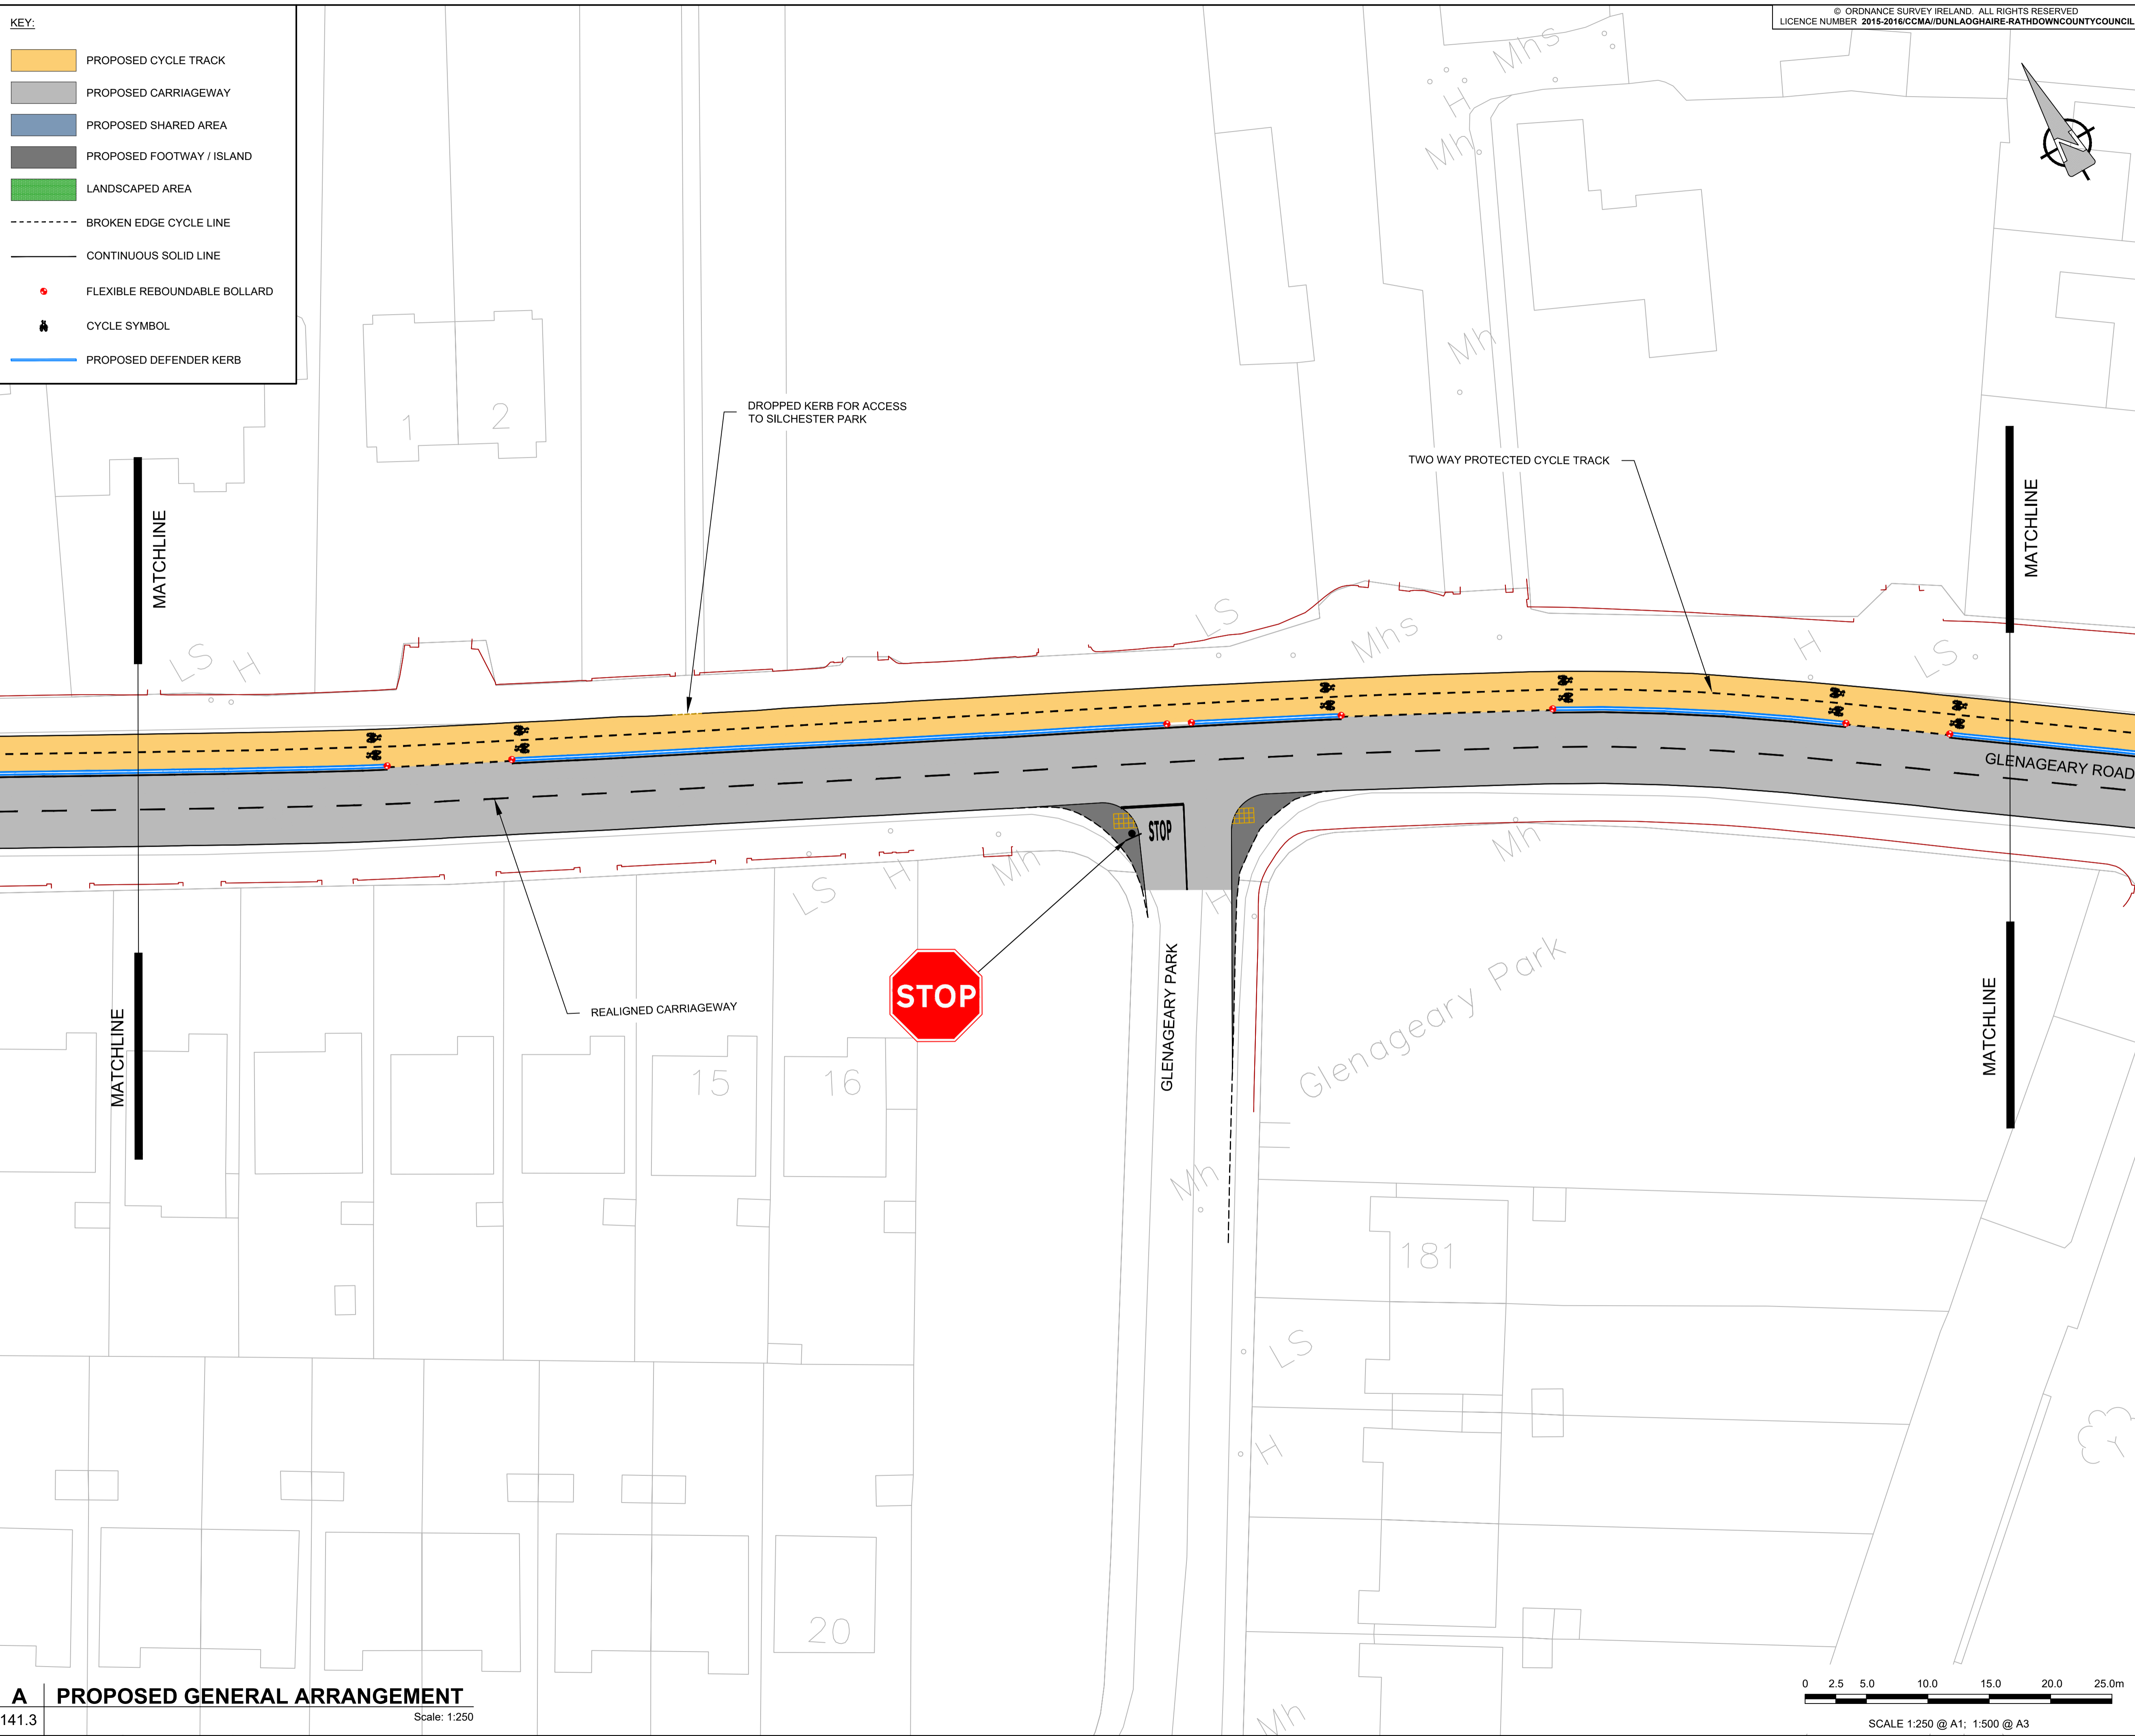 KEY:
PROPOSED CYCLE TRACK
PROPOSED CARRIAGEWAY
PROPOSED SHARED AREA
PROPOSED FOOTWAY / ISLAND
LANDSCAPED AREA
BROKEN EDGE CYCLE LINE
CONTINUOUS SOLID LINE
FLEXIBLE REBOUNDABLE BOLLARD
CYCLE SYMBOL
PROPOSED DEFENDER KERB
© ORDNANCE SURVEY IRELAND. ALL RIGHTS RESERVED
LICENCE NUMBER 2015-2016/CCMA//DUNLAOGHAIRE-RATHDOWNCOUNTYCOUNCIL
Mhs
H
Mh
Mh
1
2
DROPPED KERB FOR ACCESS
TO SILCHESTER PARK
TWO WAY PROTECTED CYCLE TRACK
MATCHLINE
MATCHLINE
LS
H
LS
Mhs
H
LS
GLENAGEARY ROAD
STOP
LS
H
Mh
H
Mh
REALIGNED CARRIAGEWAY
STOP
GLENAGEARY PARK
Glenageary Park
MATCHLINE
MATCHLINE
15
16
Mh
181
LS
H
20
Mh
A
PROPOSED GENERAL ARRANGEMENT
141.3
Scale: 1:250
0 2.5 5.0 10.0 15.0 20.0 25.0m
SCALE 1:250 @ A1; 1:500 @ A3